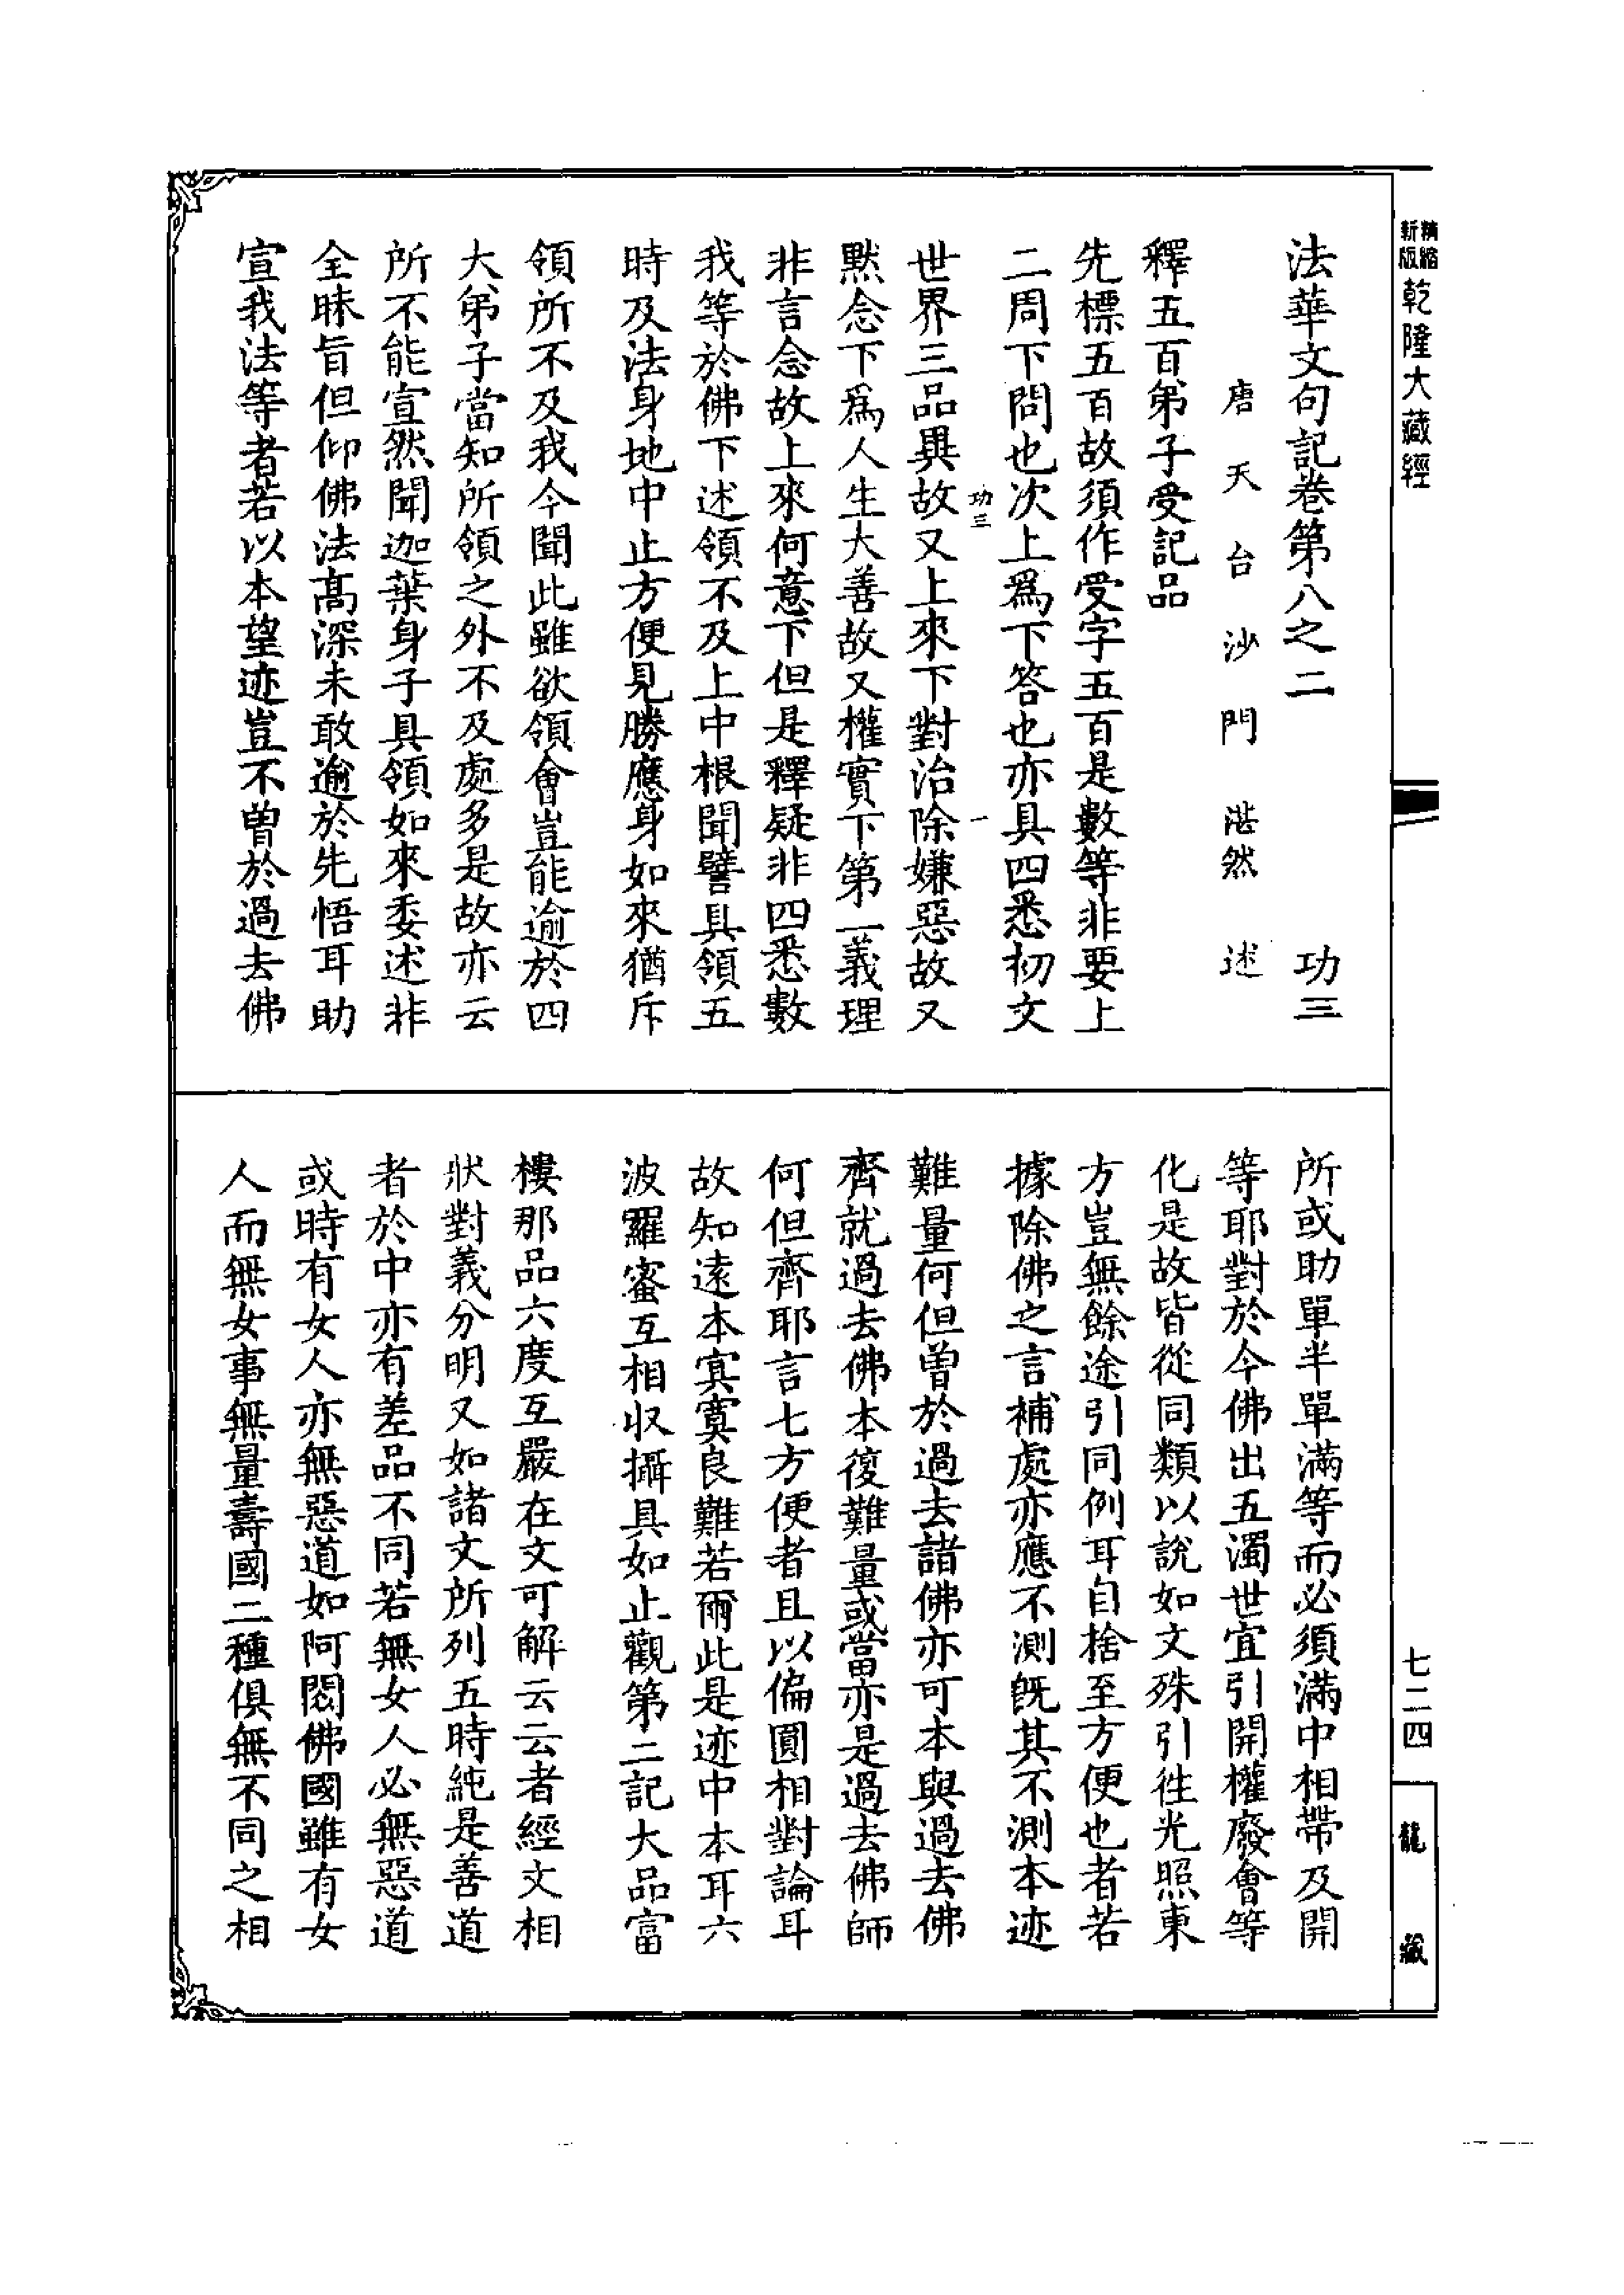 精縮新版乾隆大藏經
七二四
龍藏
法華文句記卷第八之二　功三
唐天台沙門湛然述
釋五百弟子受記品
先標五百故須作受字五百是數等非要上
二周下問也次上爲下答也亦具四悉初文
功三　一
世界三品異故又上來下對治除嫌惡故又
默念下爲人生大善故又權實下第一義理
非言念故上來何意下但是釋疑非四悉數
我等於佛下述領不及上中根聞譬具領五
時及法身地中止方便見勝應身如來猶斥
領所不及我今聞此雖欲領會豈能逾於四
大弟子當知所領之外不及處多是故亦云
所不能宣然聞迦葉身子具領如來委述非
全昧旨但仰佛法高深未敢逾於先悟耳助
宣我法等者若以本望迹豈不曾於過去佛
所或助單半單滿等而必須滿中相帶及開
等耶對於今佛出五濁世宜引開權廢會等
化是故皆從同類以說如文殊引往光照東
方豈無餘途引同例耳自捨至方便也者若
據除佛之言補處亦應不測旣其不測本迹
難量何但曾於過去諸佛亦可本與過去佛
齊就過去佛本復難量或當亦是過去佛師
何但齊耶言七方便者且以偏圓相對論耳
故知遠本寘寞良難若爾此是迹中本耳六
波羅蜜互相收攝具如止觀第二記大品富
樓那品六度互嚴在文可解云云者經文相
狀對義分明又如諸文所列五時純是善道
者於中亦有差品不同若無女人必無惡道
或時有女人亦無惡道如阿閦佛國雖有女
人而無女事無量壽國二種俱無不同之相